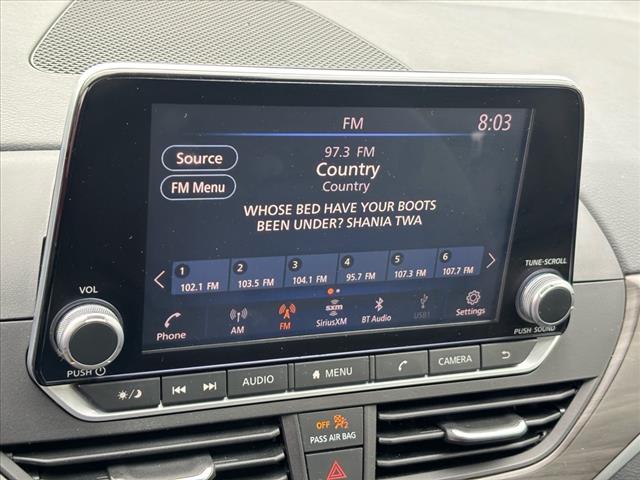 FM
8:03
Source
97.3 FM
Country
FM Menu
Country
WHOSE BED HAVE YOUR BOOTS
BEEN UNDER? SHANIA TWA
1 2 3 4 5 6
102.1 FM 103.5 FM 104.1 FM 95.7 FM 107.3 FM 107.7 FM
Phone AM FM SXM SiriusXM BT Audio USB1 Settings
VOL
PUSH
TUNE·SCROLL
PUSH SOUND
AUDIO MENU CAMERA
OFF 2
PASS AIR BAG